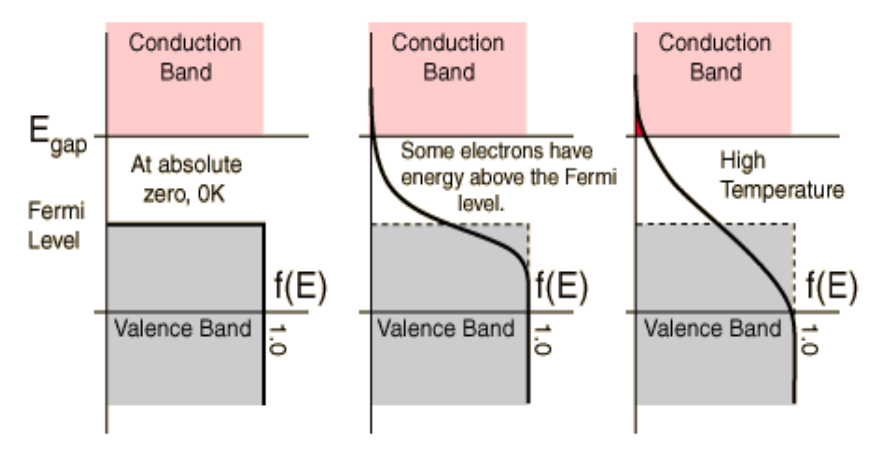 Conduction
Band
Conduction
Band
Conduction
Band
E gap
At absolute
zero, 0K
Some electrons have
energy above the Fermi
level.
High
Temperature
Fermi
Level
f(E)
f(E)
f(E)
Valence Band
1.0
Valence Band
1.0
Valence Band
1.0